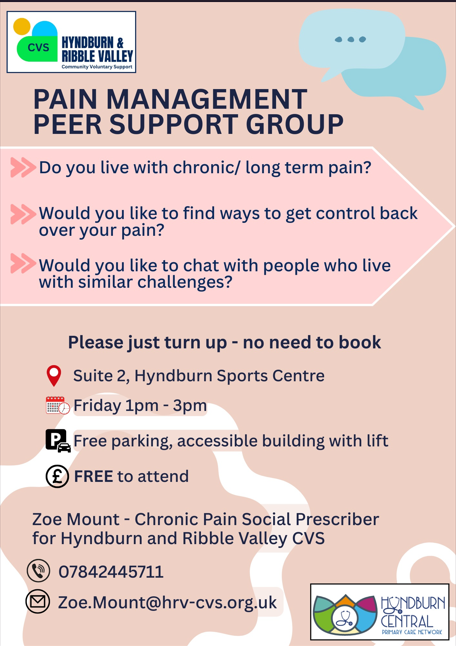 CVS
HYNDBURN &
RIBBLE VALLEY
Community Voluntary Support
PAIN MANAGEMENT
PEER SUPPORT GROUP
Do you live with chronic/ long term pain?
Would you like to find ways to get control back
over your pain?
Would you like to chat with people who live
with similar challenges?
Please just turn up - no need to book
Suite 2, Hyndburn Sports Centre
Friday 1pm - 3pm
P
Free parking, accessible building with lift
£
FREE to attend
Zoe Mount - Chronic Pain Social Prescriber
for Hyndburn and Ribble Valley CVS
07842445711
Zoe.Mount@hrv-cvs.org.uk
HYNDBURN
CENTRAL
PRIMARY CARE NETWORK